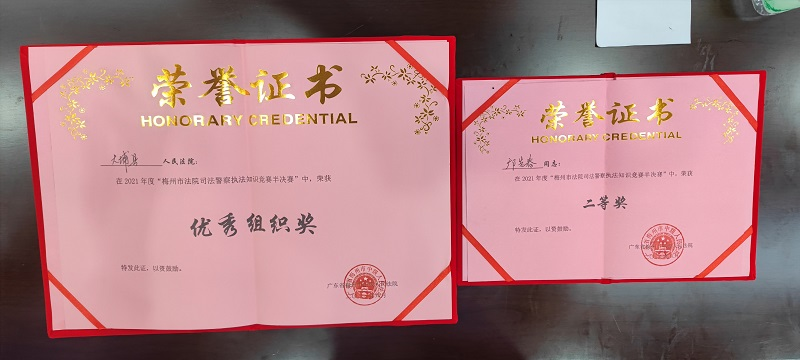 荣誉证书
HONORARY CREDENTIAL
大埔县 人民法院:
在2021年度“梅州市法院司法警察执法知识竞赛半决赛”中，荣获
优秀组织奖
特发此证，以资鼓励。
荣誉证书
HONORARY CREDENTIAL
同志:
在2021年度“梅州市法院司法警察执法知识竞赛半决赛”中，荣获
二等奖
特发此证，以资鼓励。